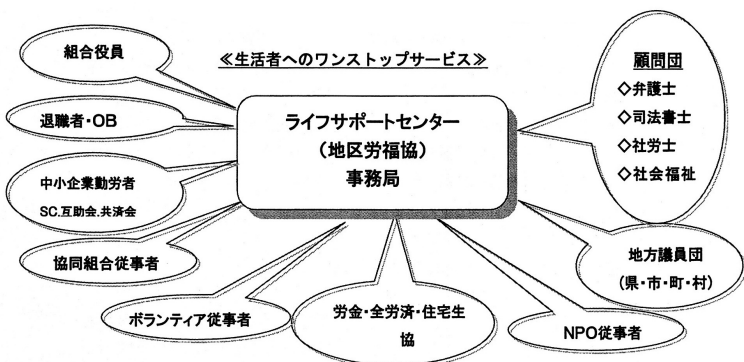 ≪生活者へのワンストップサービス≫
組合役員
退職者・OB
中小企業勤労者
SC,互助会,共済会
協同組合従事者
ボランティア従事者
労金・全労済・住宅生
協
NPO従事者
地方議員団
(県・市・町・村)
顧問団
◇弁護士
◇司法書士
◇社労士
◇社会福祉
ライフサポートセンター
(地区労福協)
事務局